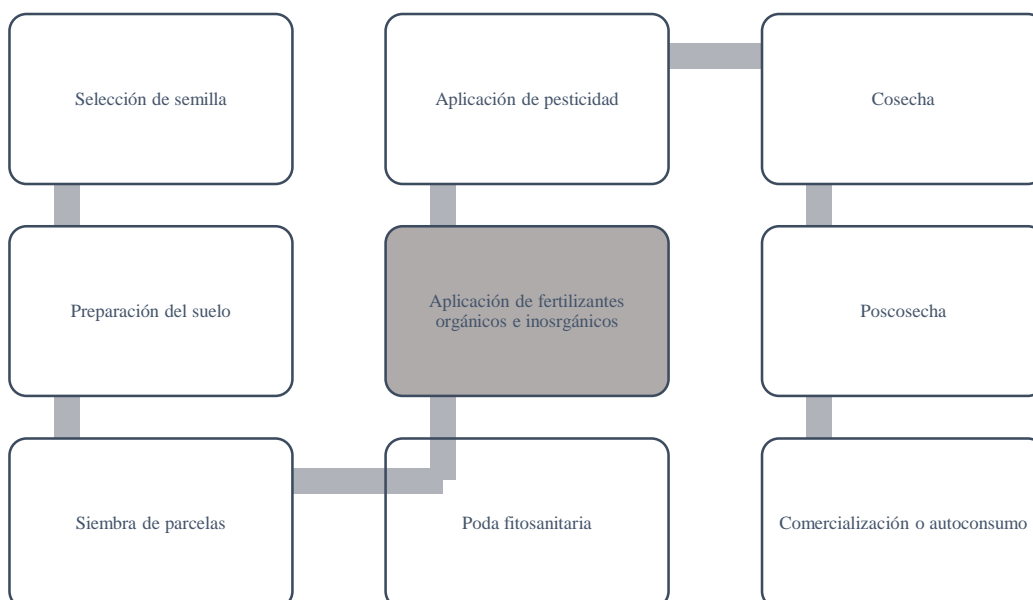 Selección de semilla
Preparación del suelo
Siembra de parcelas
Poda fitosanitaria
Aplicación de fertilizantes
orgánicos e inosrgánicos
Aplicación de pesticidad
Cosecha
Poscosecha
Comercialización o autoconsumo